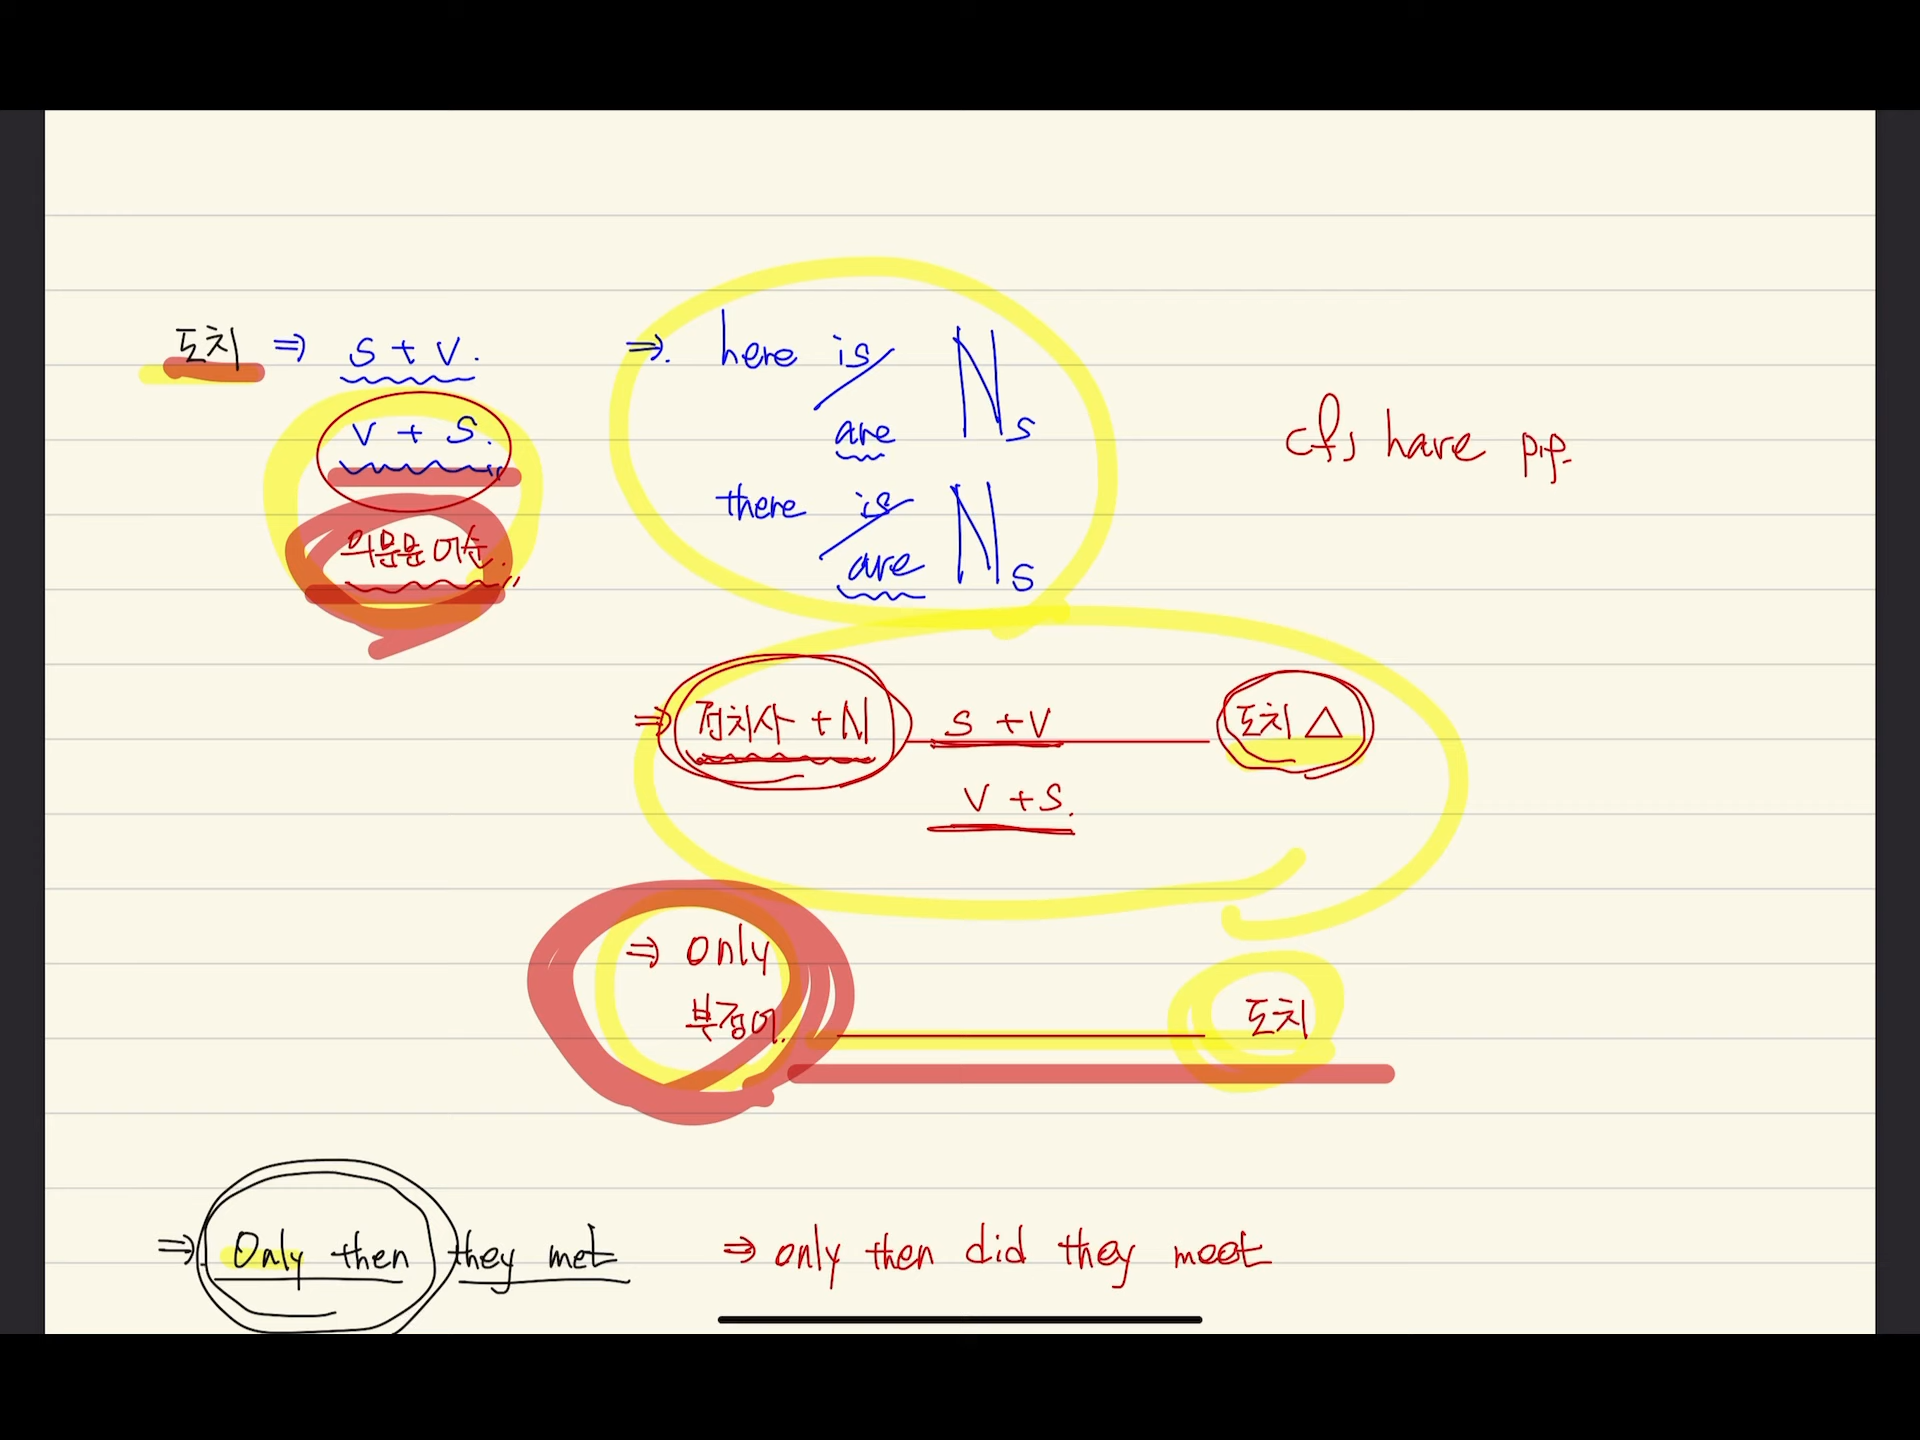 도치 ⇒ S + V.
V + S.
의문문 어순.
⇒. here is/are Ns
there is/are Ns
have p.p.
⇒ 전치사 + N S + V 도치 △
V + S.
⇒ only
부정어. 도치
⇒ Only then they met ⇒ only then did they meet